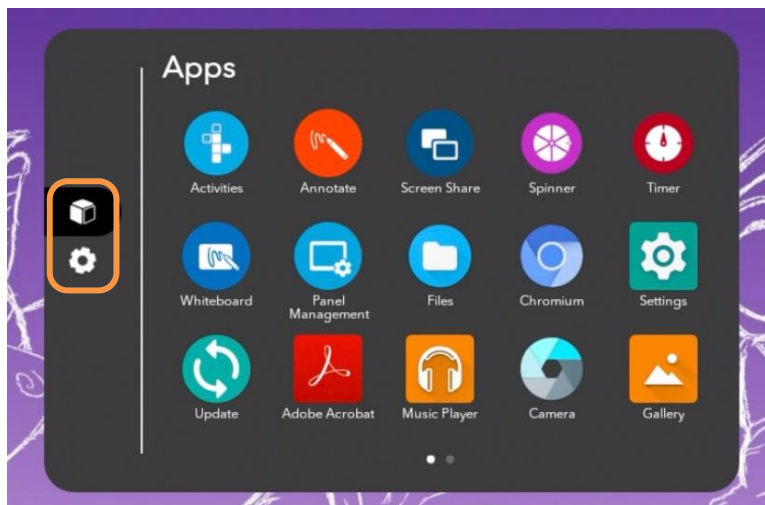 Apps
Activities
Annotate
Screen Share
Spinner
Timer
Whiteboard
Panel
Management
Files
Chromium
Settings
Update
Adobe Acrobat
Music Player
Camera
Gallery